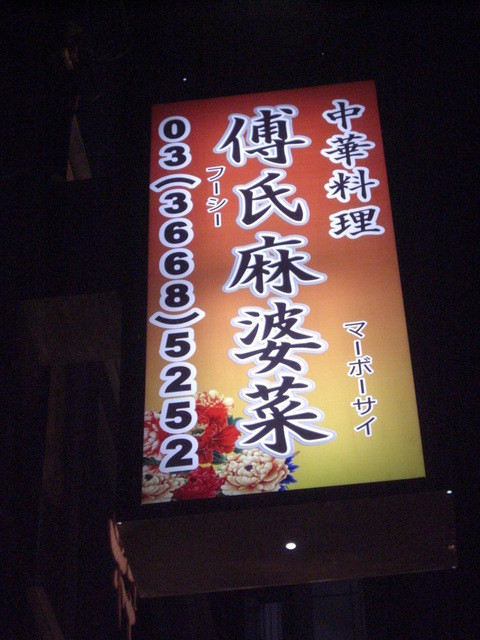 中華料理
傅氏麻婆菜
マーボーサイ
フーシー
03(3668)5252